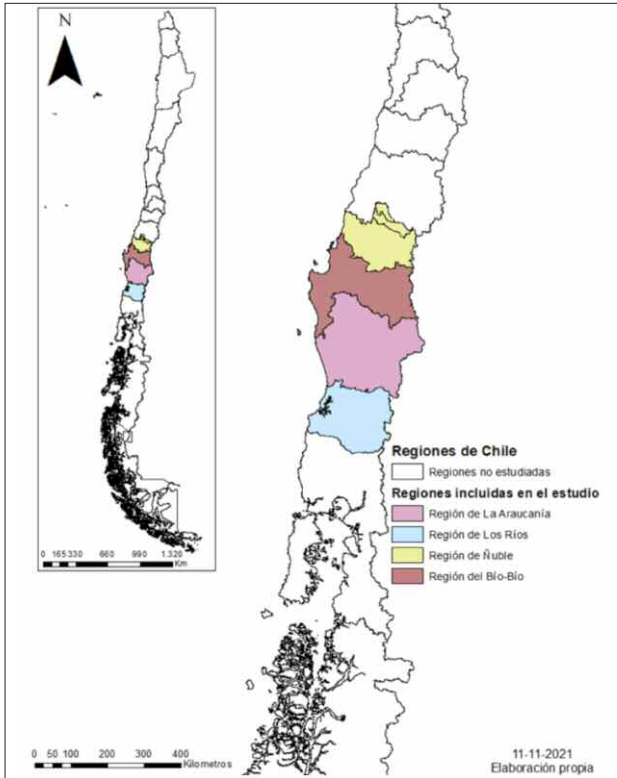 N
0 165 330 660 990 1.320
Km
Regiones de Chile
Regiones no estudiadas
Regiones incluidas en el estudio
Región de La Araucanía
Región de Los Ríos
Región de Ñuble
Región del Bío-Bío
0 50 100 200 300 400
Kilometros
11-11-2021
Elaboración propia